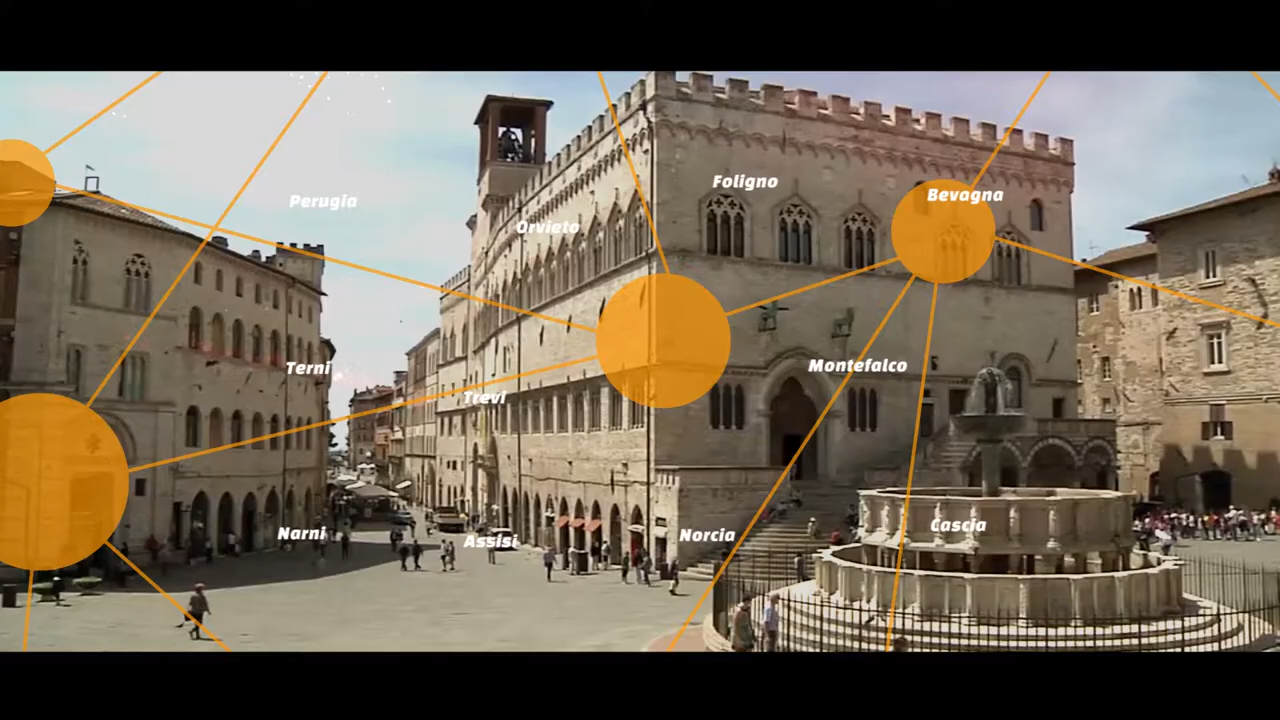 Foligno
Bevagna
Perugia
Orvieto
Montefalco
Terni
Trevi
Cascia
Narni
Assisi
Norcia